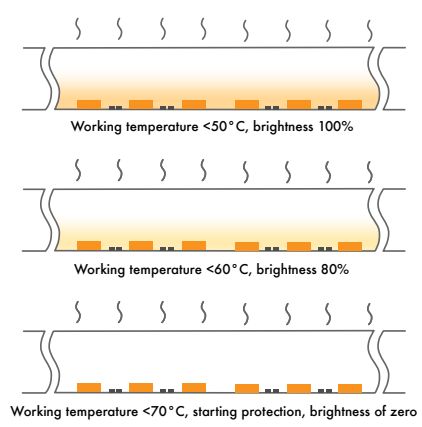 Working temperature <50°C, brightness 100%
Working temperature <60°C, brightness 80%
Working temperature <70°C, starting protection, brightness of zero